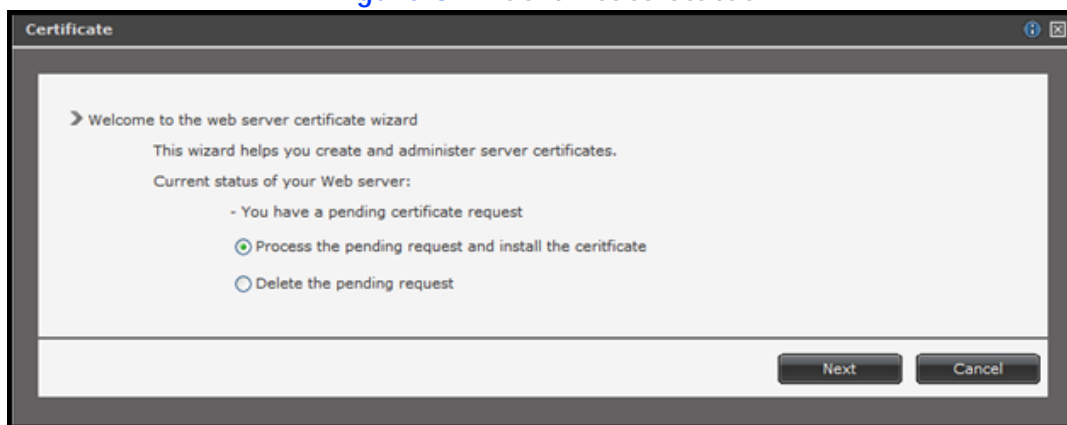 Certificate
Welcome to the web server certificate wizard
This wizard helps you create and administer server certificates.
Current status of your Web server:
- You have a pending certificate request
Process the pending request and install the ceritficate
Delete the pending request
Next Cancel